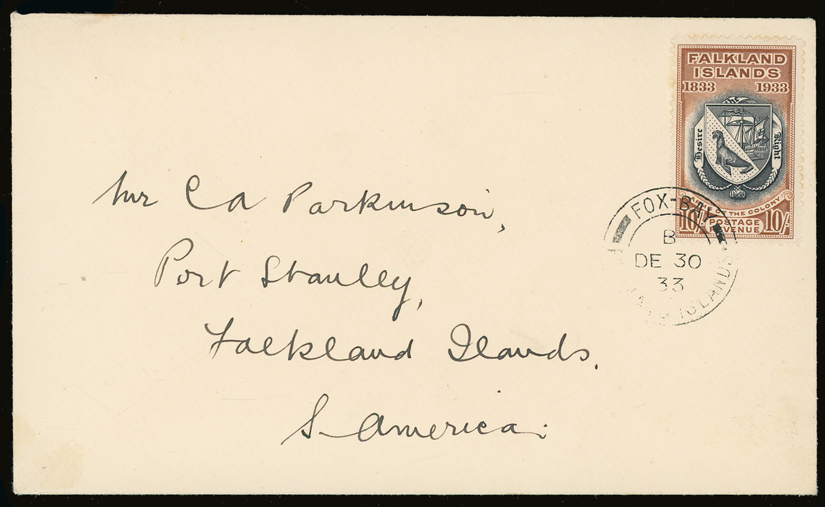 FALKLAND
ISLANDS
1833 1933
Desire Right
OF THE COLONY
10/- POSTAGE 10/-
REVENUE
FOX-BAY
B
DE 30
33
ISLANDS
Mr C A Parkinson,
Port Stanley,
Falkland Ilands.
S. America.